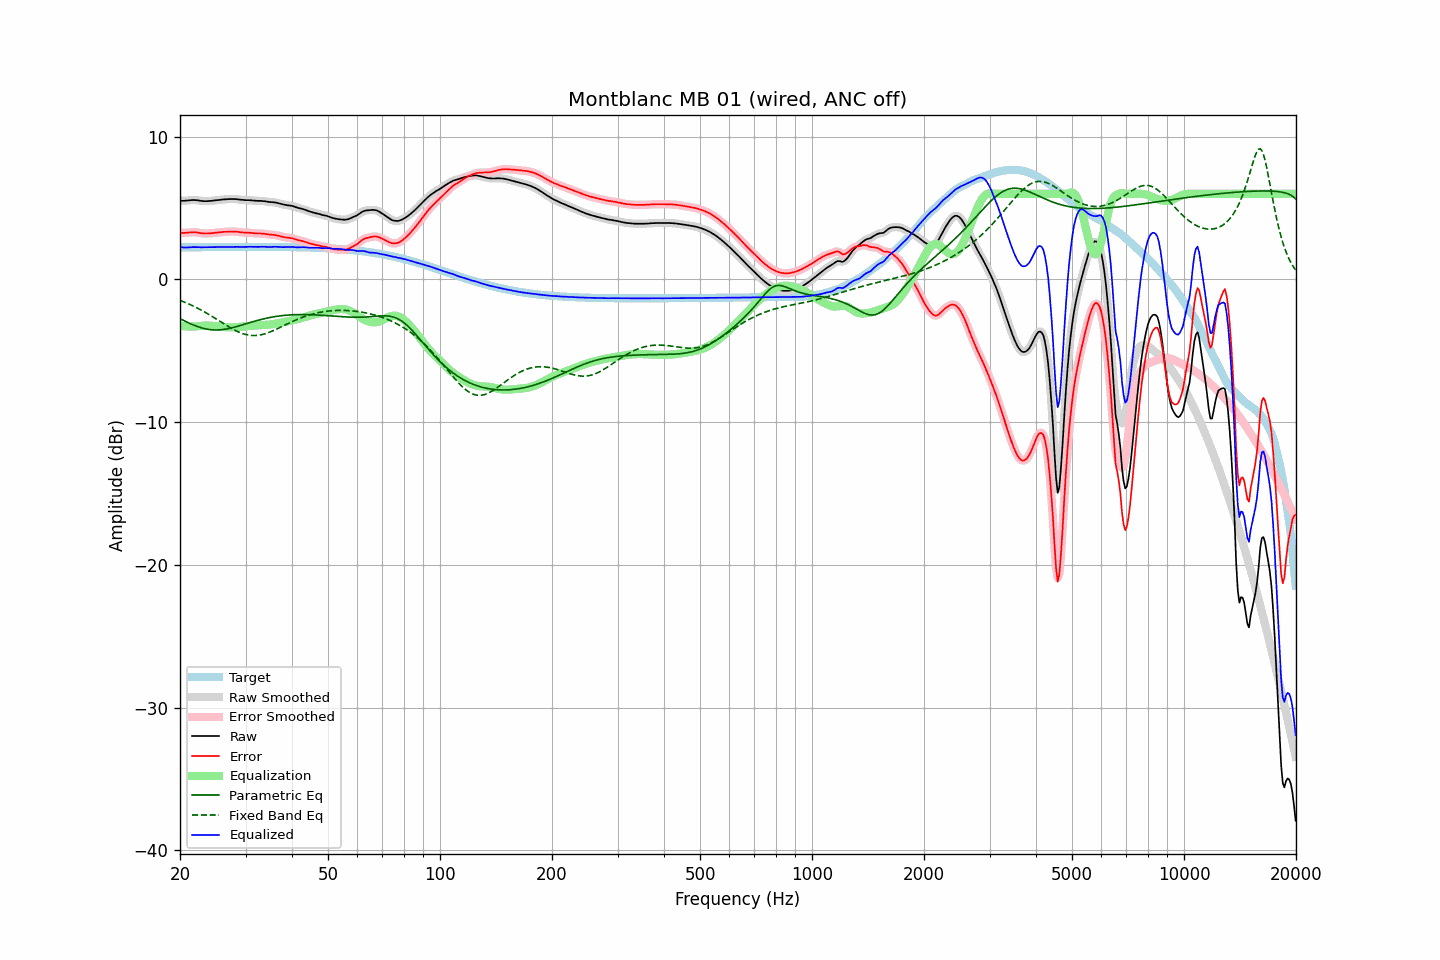 Montblanc MB 01 (wired, ANC off)
10
0
−10
−20
−30
−40
Amplitude (dBr)
Target
Raw Smoothed
Error Smoothed
Raw
Error
Equalization
Parametric Eq
Fixed Band Eq
Equalized
20
50
100
200
500
1000
2000
5000
10000
20000
Frequency (Hz)